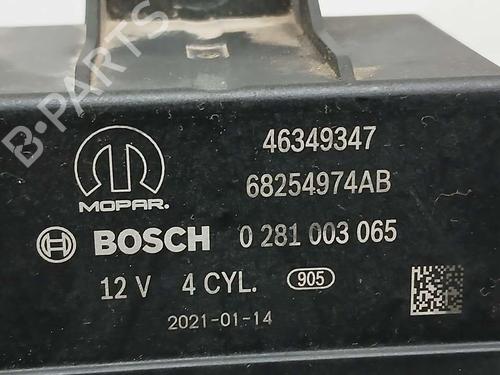 B-PARTS
46349347
68254974AB
MOPAR.
BOSCH 0 281 003 065
12 V 4 CYL. 905
2021-01-14